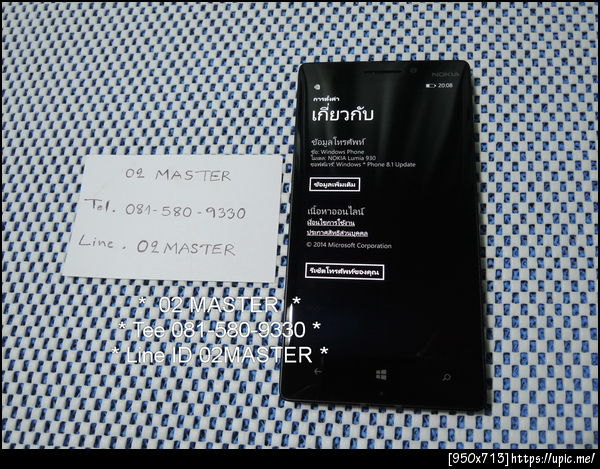 02 MASTER
Tel. 081-580-9330
Line. 02MASTER
* 02 MASTER *
* Tee 081-580-9330 *
* Line ID 02MASTER *
NOKIA
20:08
การตั้งค่า
เกี่ยวกับ
ข้อมูลโทรศัพท์
ชื่อ: Windows Phone
โมเดล: NOKIA Lumia 930
ซอฟต์แวร์: Windows Phone 8.1 Update
ข้อมูลเพิ่มเติม
เนื้อหาออนไลน์
เงื่อนไขการใช้งาน
ประกาศสิทธิส่วนบุคคล
© 2014 Microsoft Corporation
รีเซ็ตโทรศัพท์ของคุณ
[950x713]https://upic.me/